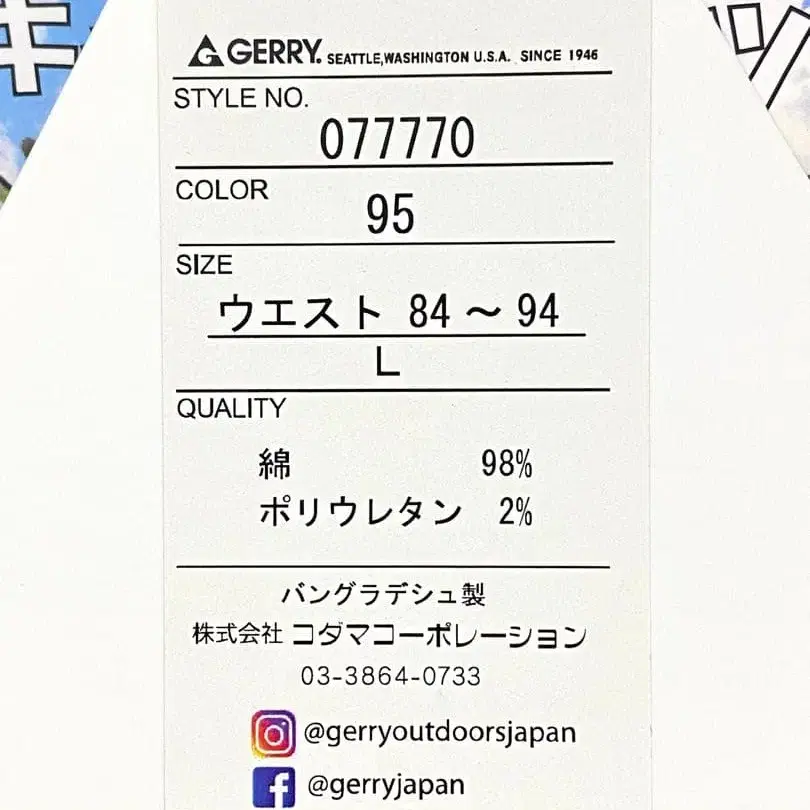 GERRY. SEATTLE,WASHINGTON U.S.A. SINCE 1946
STYLE NO.
077770
COLOR
95
SIZE
ウエスト 84 ～ 94
L
QUALITY
綿 98%
ポリウレタン 2%
バングラデシュ製
株式会社 コダマコーポレーション
03-3864-0733
@gerryoutdoorsjapan
@gerryjapan